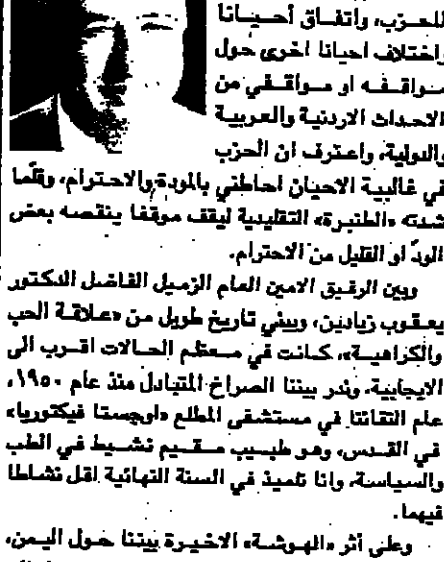 للحزب، واتفاق أحيانا
واختلاف احيانا اخرى حول
مواقفه او مواقفي من
الاحداث الاردنية والعربية
والدولية، واعترف ان الحزب
في غالبية الاحيان احاطني بالمودة والاحترام، وقلّما
شدته «الطنبرة» التقليدية ليقف موقفا ينقصه بعض
الودّ او القليل من الاحترام.
وبين الرفيق الامين العام الزميل الفاضل الدكتور
يعقوب زيادين، وبيني تاريخ طويل من «علاقة الحب
والكراهية»، كانت في معظم الحالات اقرب الى
الايجابية، وندر بيننا الصراخ المتبادل منذ عام ١٩٥٠،
عام التقائنا في مستشفى المطلع «اوجستا فيكتوريا»
في القدس، وهو طبيب مقيم نشيط في الطب
والسياسة، وانا تلميذ في السنة النهائية اقل نشاطا
فيهما.
وعلى أثر «الهوشة» الاخيرة بيننا حول اليمن،